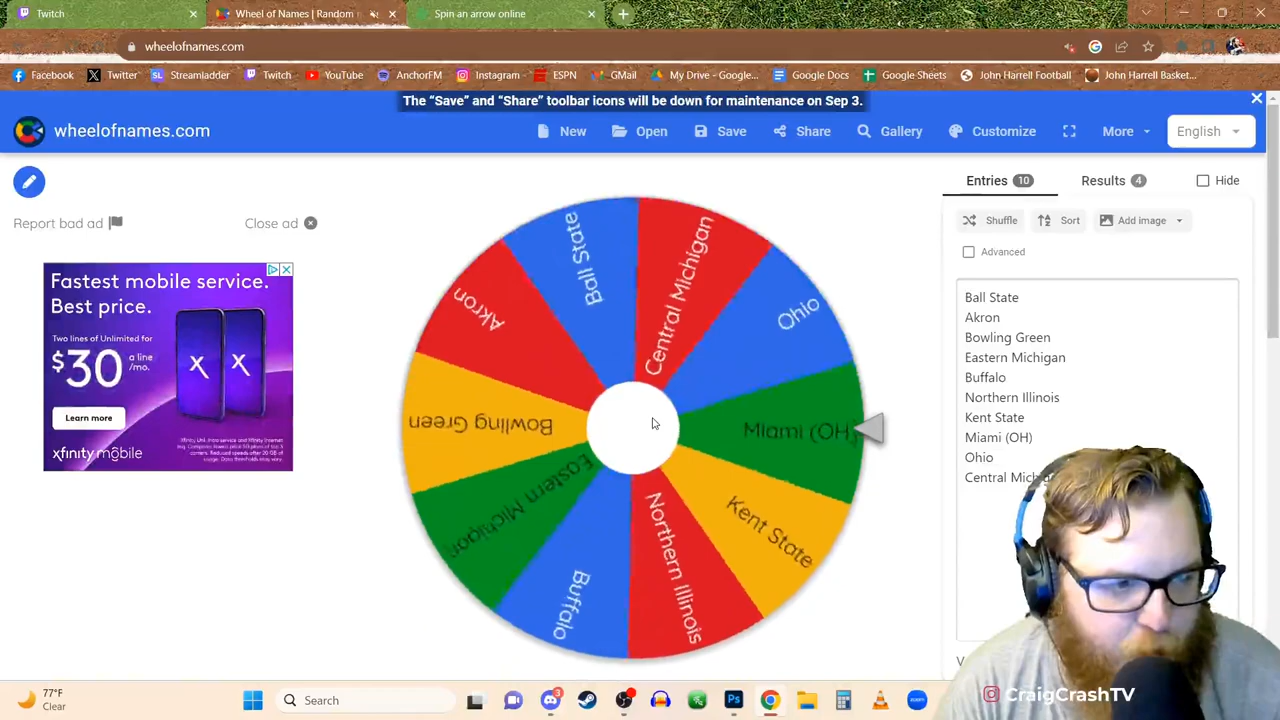 Twitch
Wheel of Names | Random
Spin an arrow online
wheelofnames.com
Facebook
Twitter
SL Streamladder
Twitch
YouTube
AnchorFM
Instagram
ESPN
GMail
My Drive - Google...
Google Docs
Google Sheets
John Harrell Football
John Harrell Basket...
The “Save” and “Share” toolbar icons will be down for maintenance on Sep 3.
wheelofnames.com
New
Open
Save
Share
Gallery
Customize
More
English
Report bad ad
Close ad
Fastest mobile service.
Best price.
Two lines of Unlimited for
$30 a line /mo.
Learn more
xfinity mobile
Ball State
Central Michigan
Ohio
Miami (OH)
Kent State
Northern Illinois
Buffalo
Eastern Michigan
Bowling Green
Akron
Entries 10
Results 4
Hide
Shuffle
Sort
Add image
Advanced
Ball State
Akron
Bowling Green
Eastern Michigan
Buffalo
Northern Illinois
Kent State
Miami (OH)
Ohio
Central
77°F
Clear
Search
3
Ps
CraigCrashTV